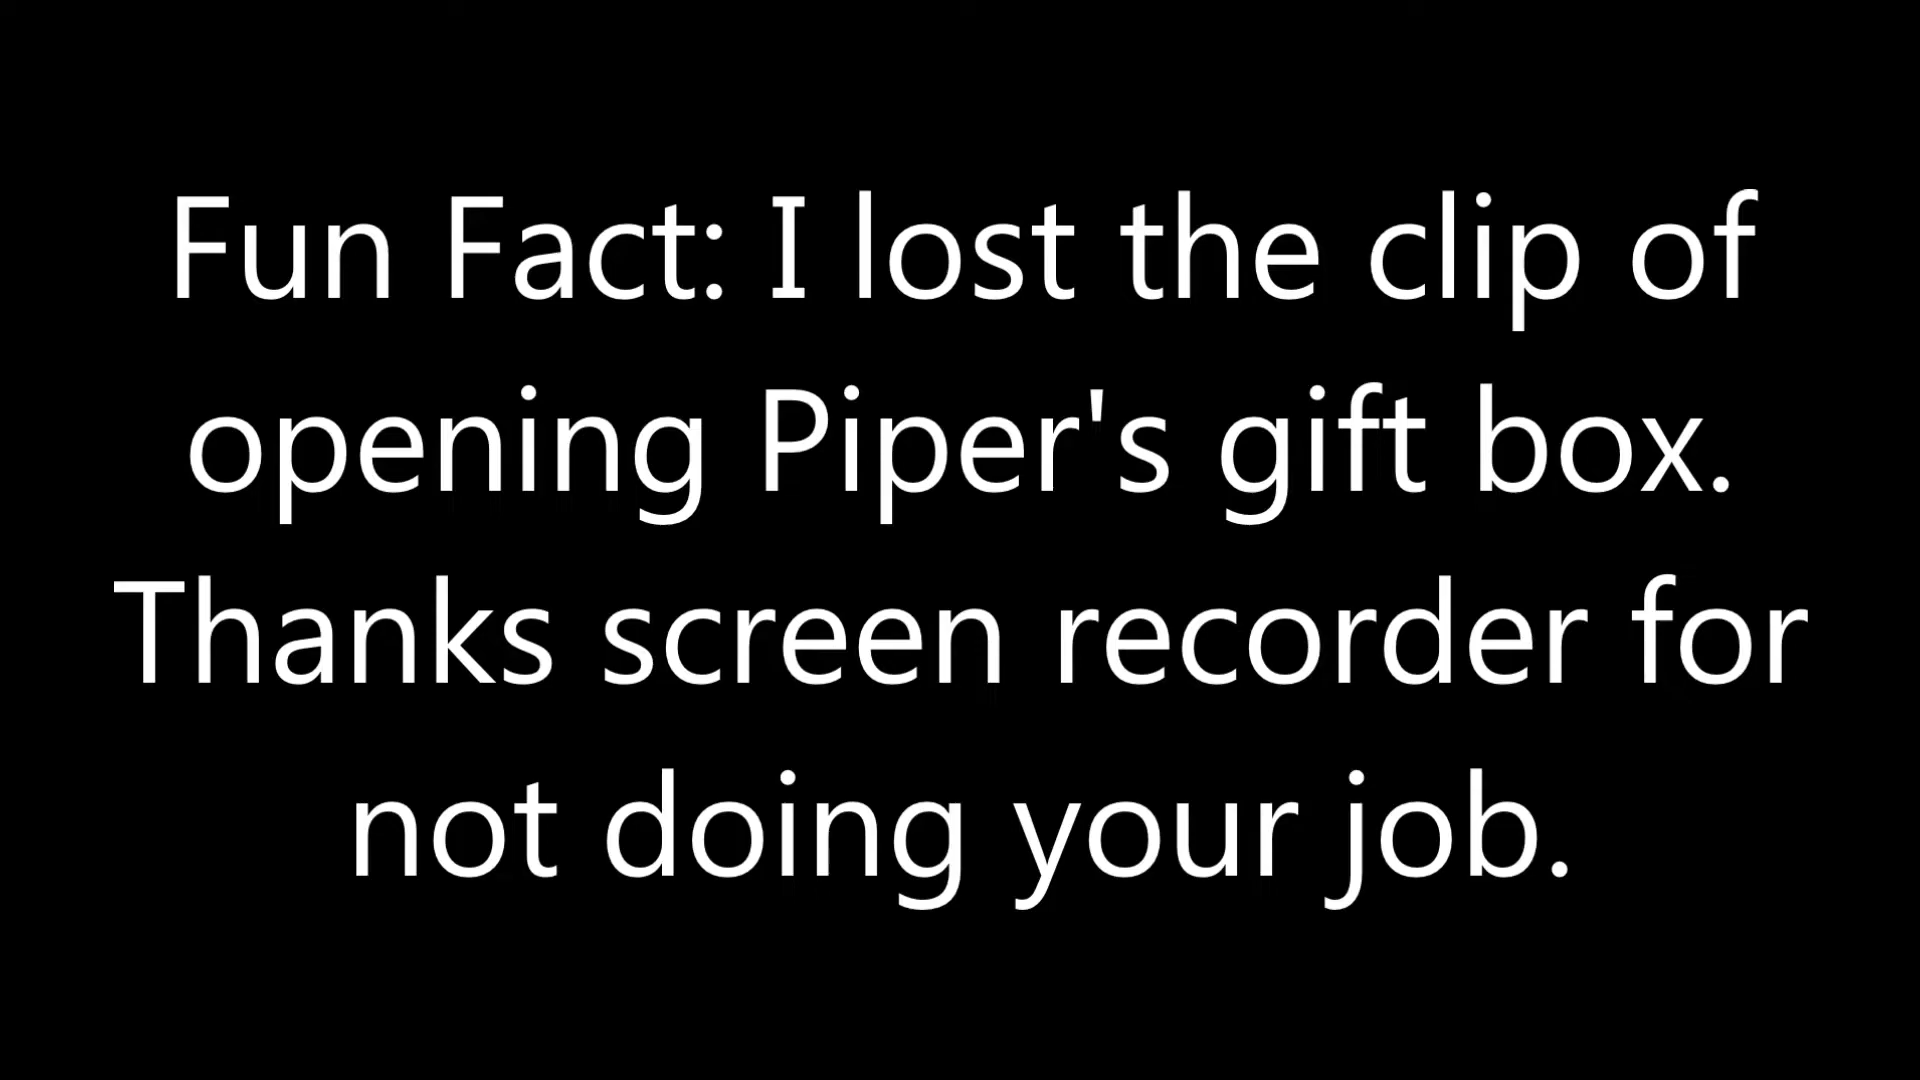 Fun Fact: I lost the clip of
opening Piper's gift box.
Thanks screen recorder for
not doing your job.